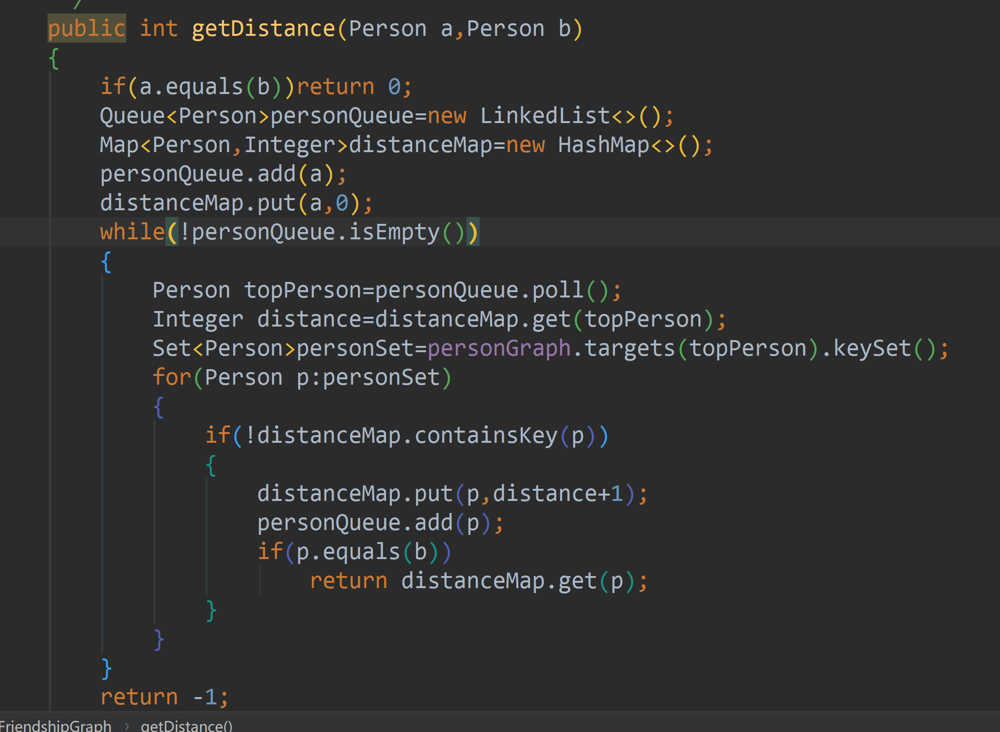 /
public int getDistance(Person a,Person b)
{
if(a.equals(b))return 0;
Queue<Person>personQueue=new LinkedList<>();
Map<Person,Integer>distanceMap=new HashMap<>();
personQueue.add(a);
distanceMap.put(a,0);
while(!personQueue.isEmpty())
{
Person topPerson=personQueue.poll();
Integer distance=distanceMap.get(topPerson);
Set<Person>personSet=personGraph.targets(topPerson).keySet();
for(Person p:personSet)
{
if(!distanceMap.containsKey(p))
{
distanceMap.put(p,distance+1);
personQueue.add(p);
if(p.equals(b))
return distanceMap.get(p);
}
}
}
return -1;
FriendshipGraph › getDistance()